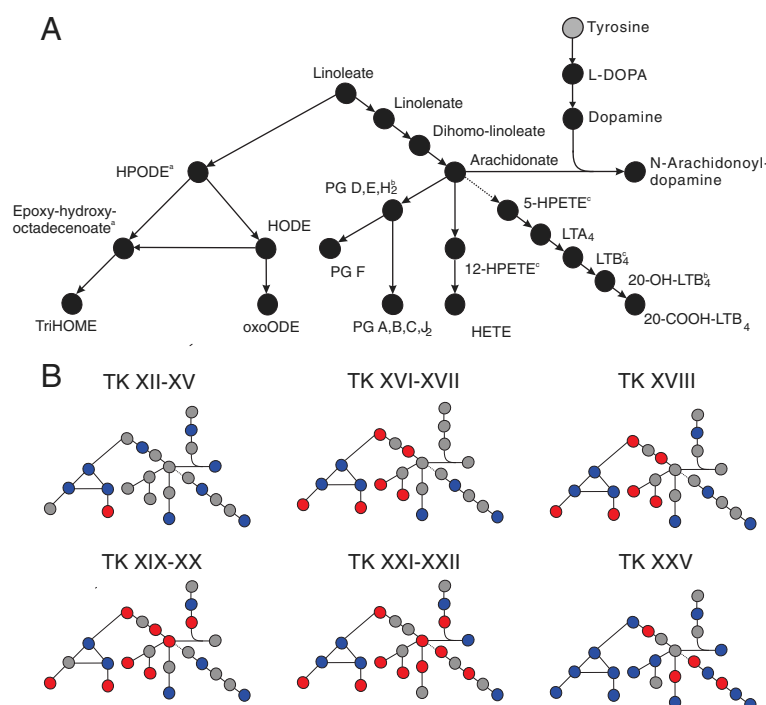 A
Tyrosine
L-DOPA
Dopamine
Linoleate
Linolenate
Dihomo-linoleate
Arachidonate
N-Arachidonoyl-
dopamine
HPODEᵃ
PG D,E,H₂ᵇ
5-HPETEᶜ
Epoxy-hydroxy-
octadecenoateᵃ
HODE
LTA₄
LTB₄ᶜ
PG F
12-HPETEᶜ
20-OH-LTB₄ᵇ
TriHOME
oxoODE
PG A,B,C,J₂
HETE
20-COOH-LTB₄
B
TK XII-XV
TK XVI-XVII
TK XVIII
TK XIX-XX
TK XXI-XXII
TK XXV